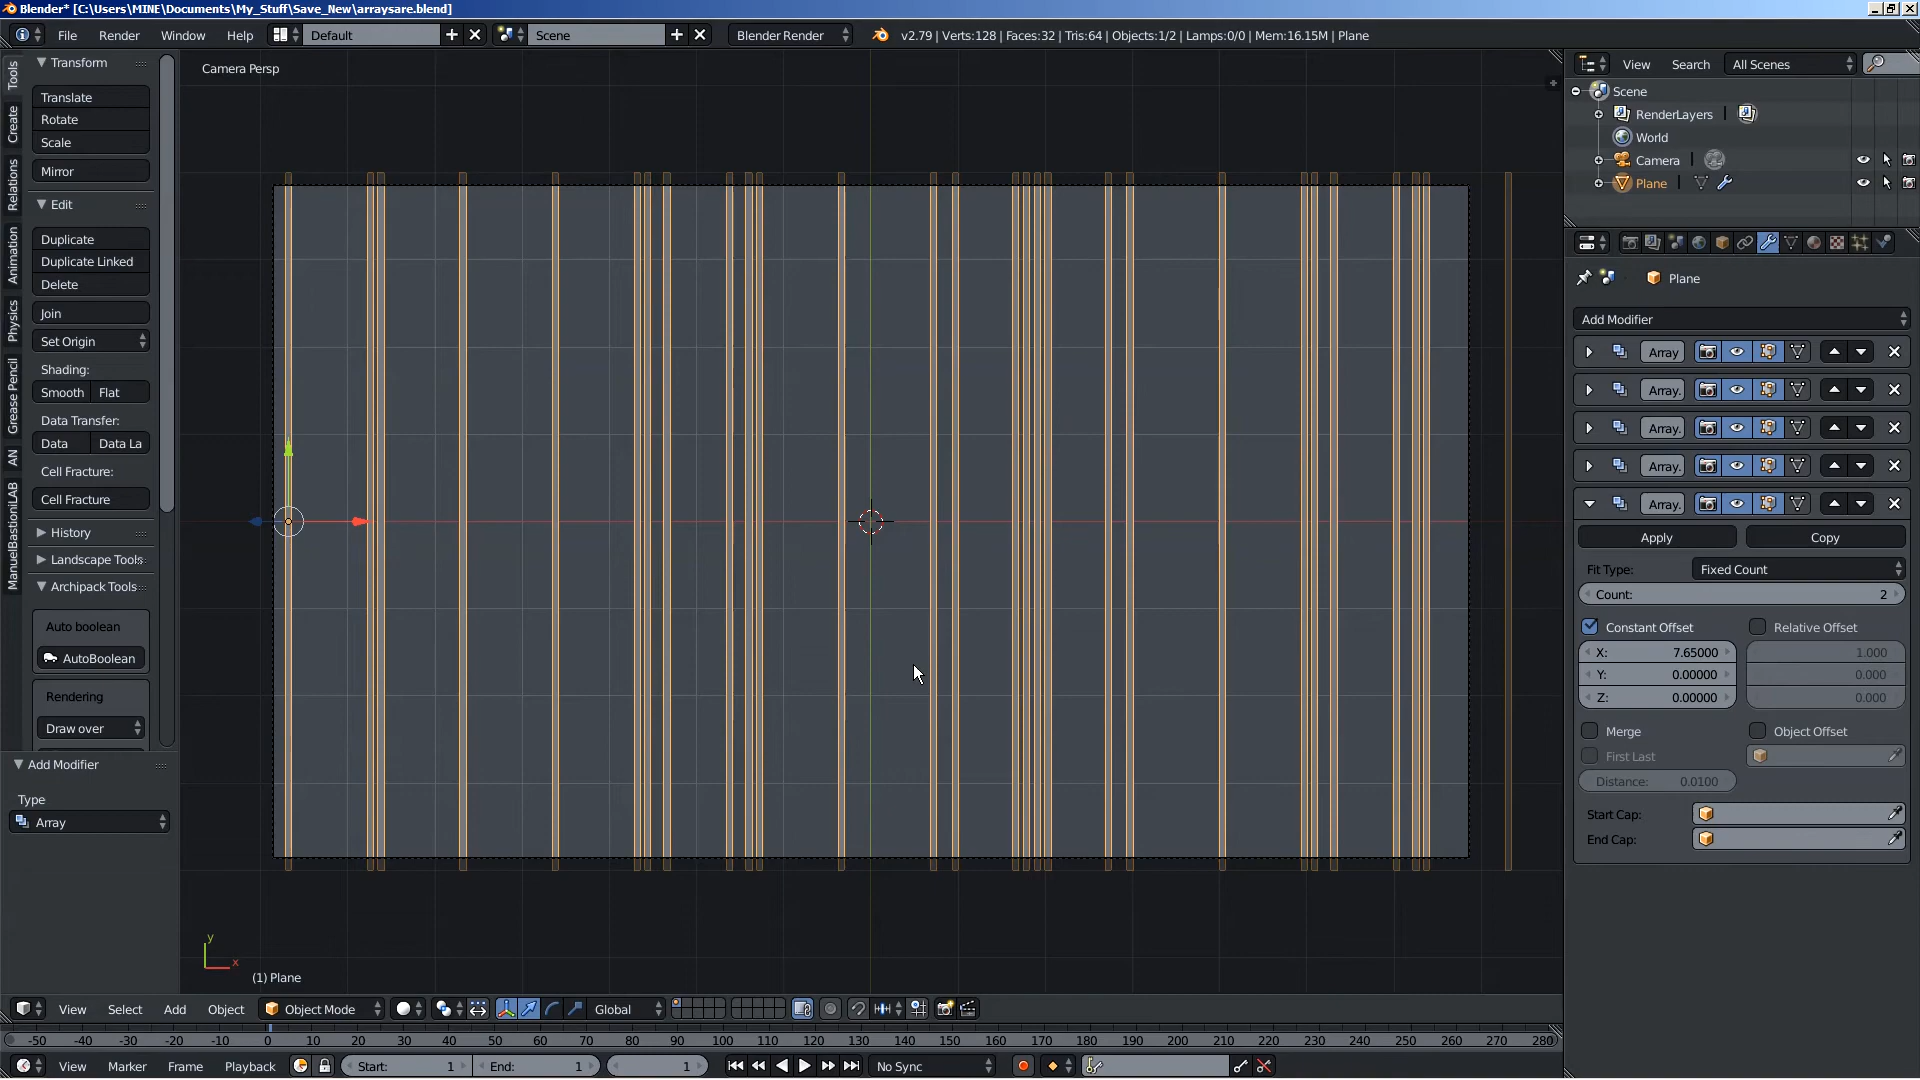 Blender* [C:\Users\MINE\Documents\My_Stuff\Save_New\arraysare.blend]
File Render Window Help Default Scene Blender Render v2.79 | Verts:128 | Faces:32 | Tris:64 | Objects:1/2 | Lamps:0/0 | Mem:16.15M | Plane
Tools
Create
Relations
Animation
Physics
Grease Pencil
AN
ManuelBastioniLAB
Transform
Translate
Rotate
Scale
Mirror
Edit
Duplicate
Duplicate Linked
Delete
Join
Set Origin
Shading:
Smooth Flat
Data Transfer:
Data Data La
Cell Fracture:
Cell Fracture
History
Landscape Tools
Archipack Tools
Auto boolean
AutoBoolean
Rendering
Draw over
Add Modifier
Type
Array
Camera Persp
y
x
(1) Plane
View Search All Scenes
Scene
RenderLayers
World
Camera
Plane
Plane
Add Modifier
Array
Array.
Array.
Array.
Array.
Apply Copy
Fit Type: Fixed Count
Count: 2
Constant Offset Relative Offset
X: 7.65000 1.000
Y: 0.00000 0.000
Z: 0.00000 0.000
Merge Object Offset
First Last
Distance: 0.0100
Start Cap:
End Cap:
View Select Add Object Object Mode Global
-50 -40 -30 -20 -10 0 10 20 30 40 50 60 70 80 90 100 110 120 130 140 150 160 170 180 190 200 210 220 230 240 250 260 270 280
View Marker Frame Playback Start: 1 End: 1 1 No Sync